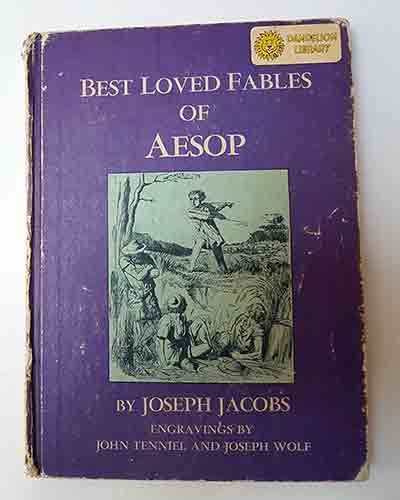 DANDELION
LIBRARY
BEST LOVED FABLES
OF
AESOP
BY JOSEPH JACOBS
ENGRAVINGS BY
JOHN TENNIEL AND JOSEPH WOLF